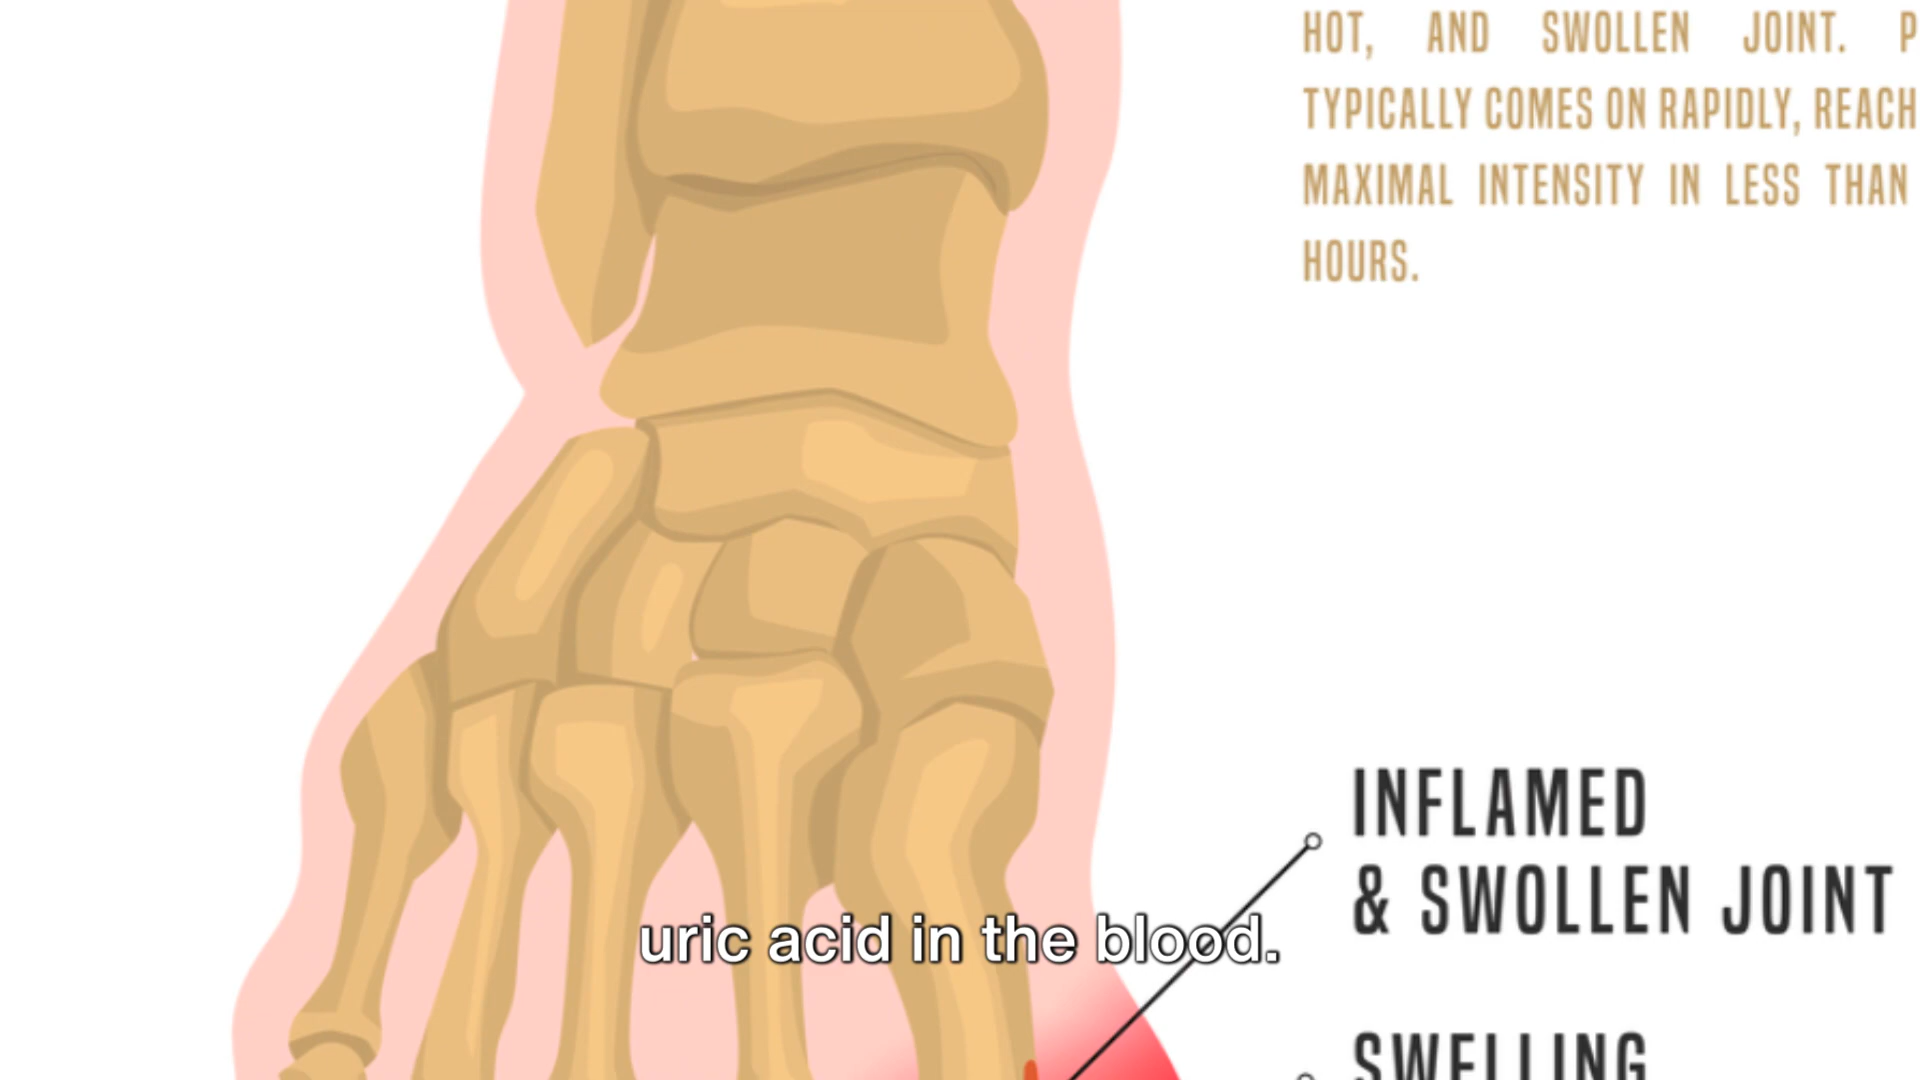 HOT, AND SWOLLEN JOINT. P
TYPICALLY COMES ON RAPIDLY, REACH
MAXIMAL INTENSITY IN LESS THAN
HOURS.
INFLAMED
& SWOLLEN JOINT
uric acid in the blood.
SWELLING